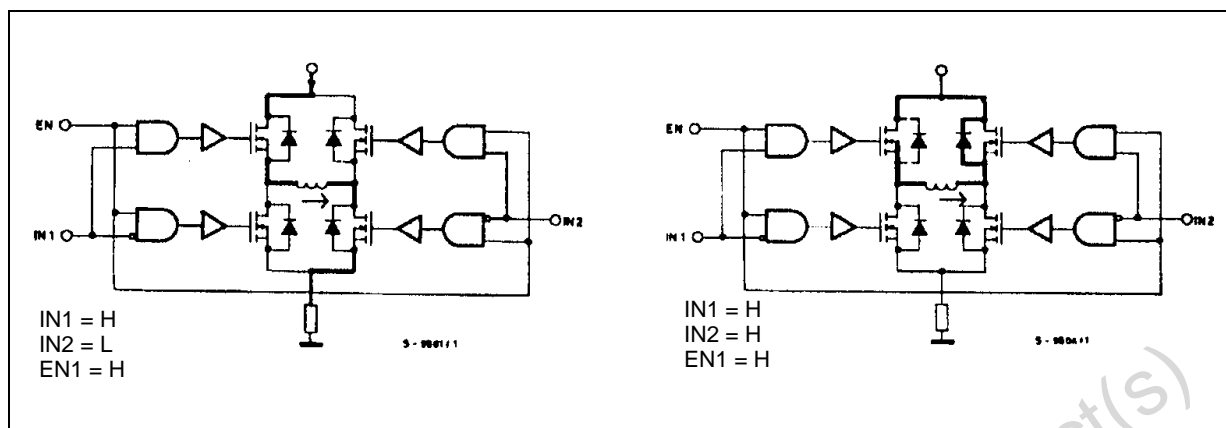 EN
IN1
IN2
IN1 = H
IN2 = L
EN1 = H
EN
IN1
IN2
IN1 = H
IN2 = H
EN1 = H